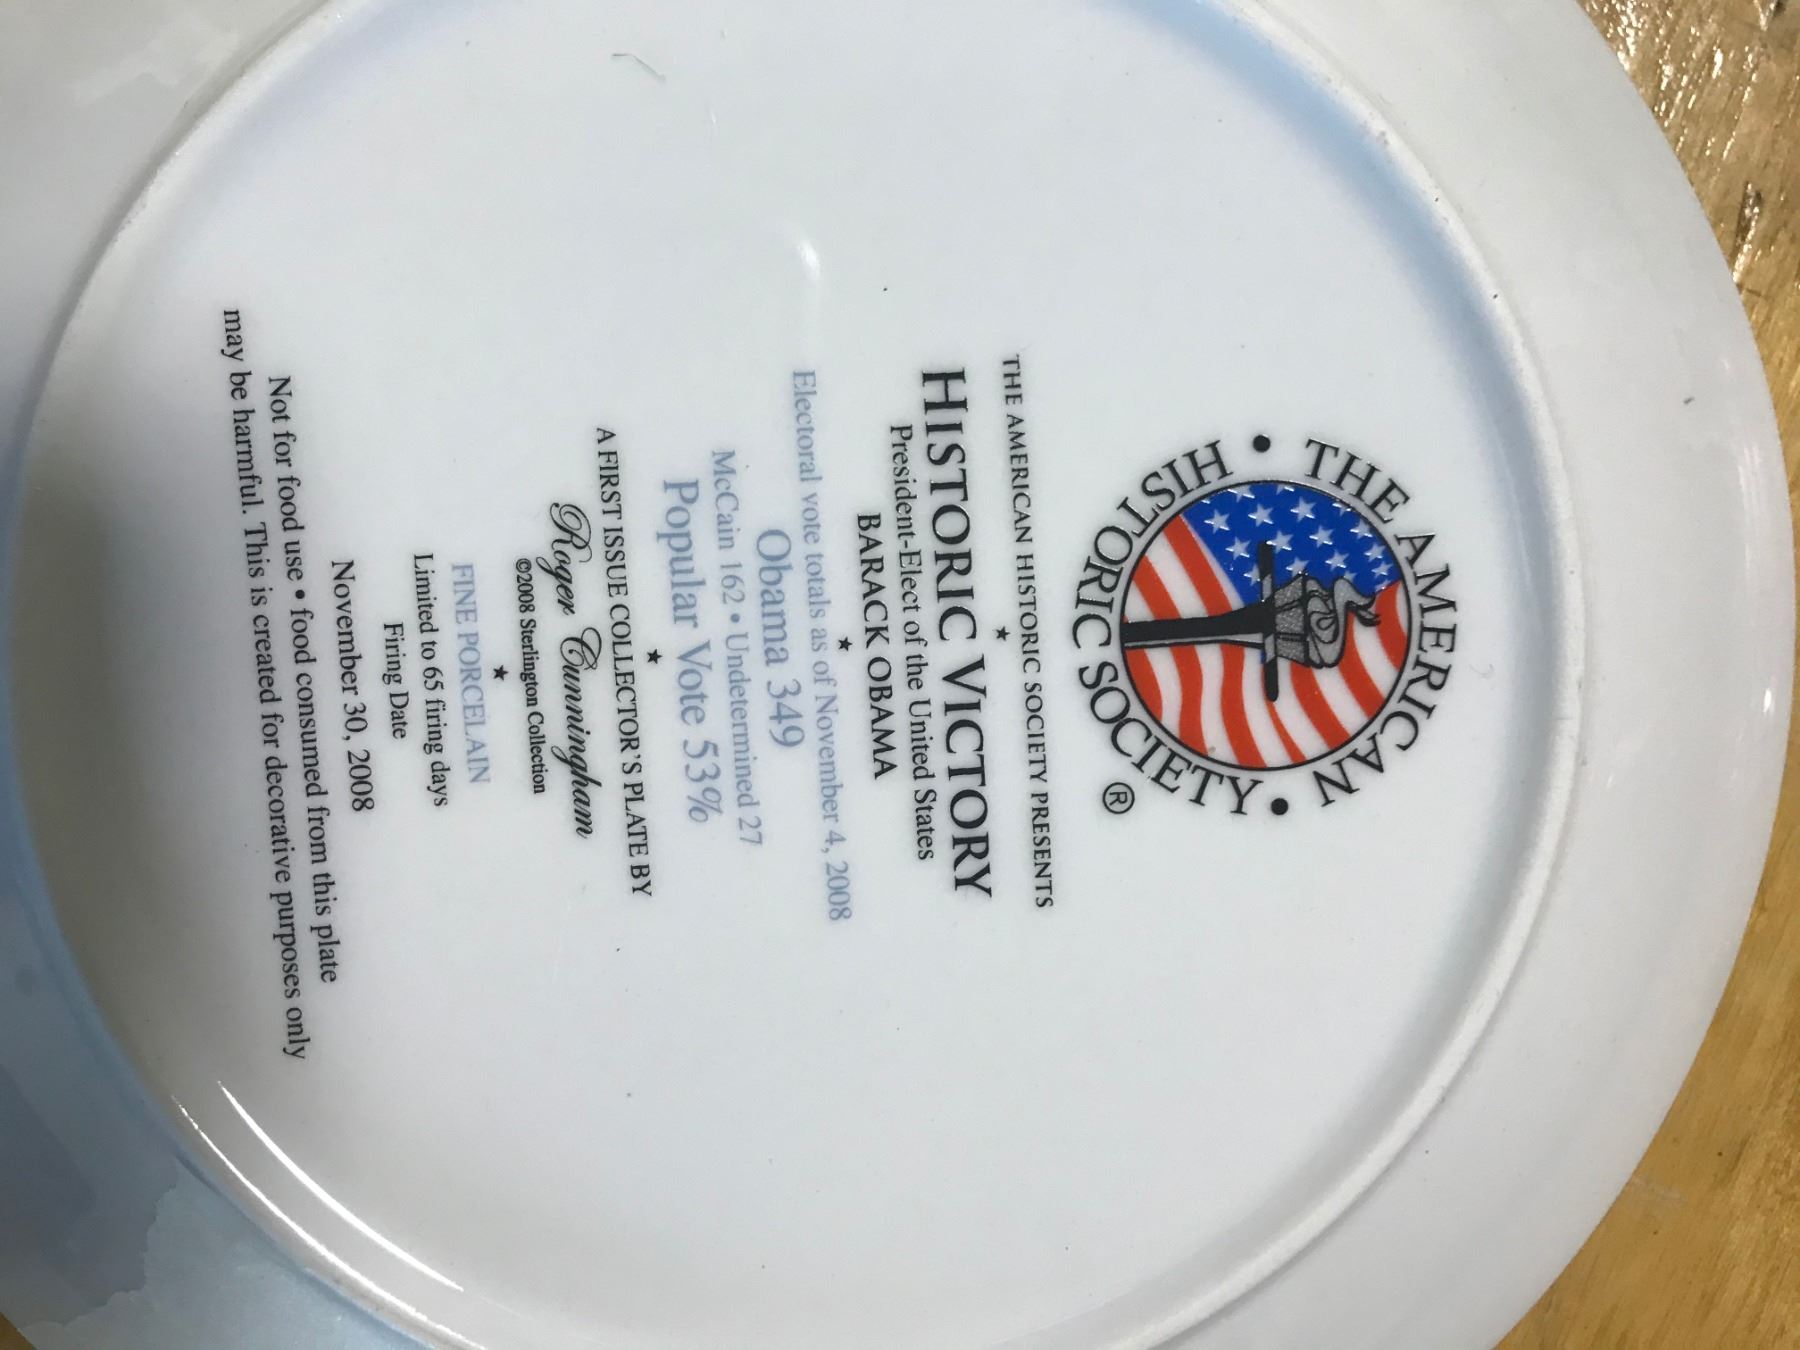 THE AMERICAN
HISTORIC SOCIETY
®
THE AMERICAN HISTORIC SOCIETY PRESENTS
HISTORIC VICTORY
President-Elect of the United States
BARACK OBAMA
Electoral vote totals as of November 4, 2008
Obama 349
McCain 162 • Undetermined 27
Popular Vote 53%
A FIRST ISSUE COLLECTOR'S PLATE BY
Roger Cunningham
©2008 Sterlington Collection
FINE PORCELAIN
Limited to 65 firing days
Firing Date
November 30, 2008
Not for food use • food consumed from this plate
may be harmful. This is created for decorative purposes only